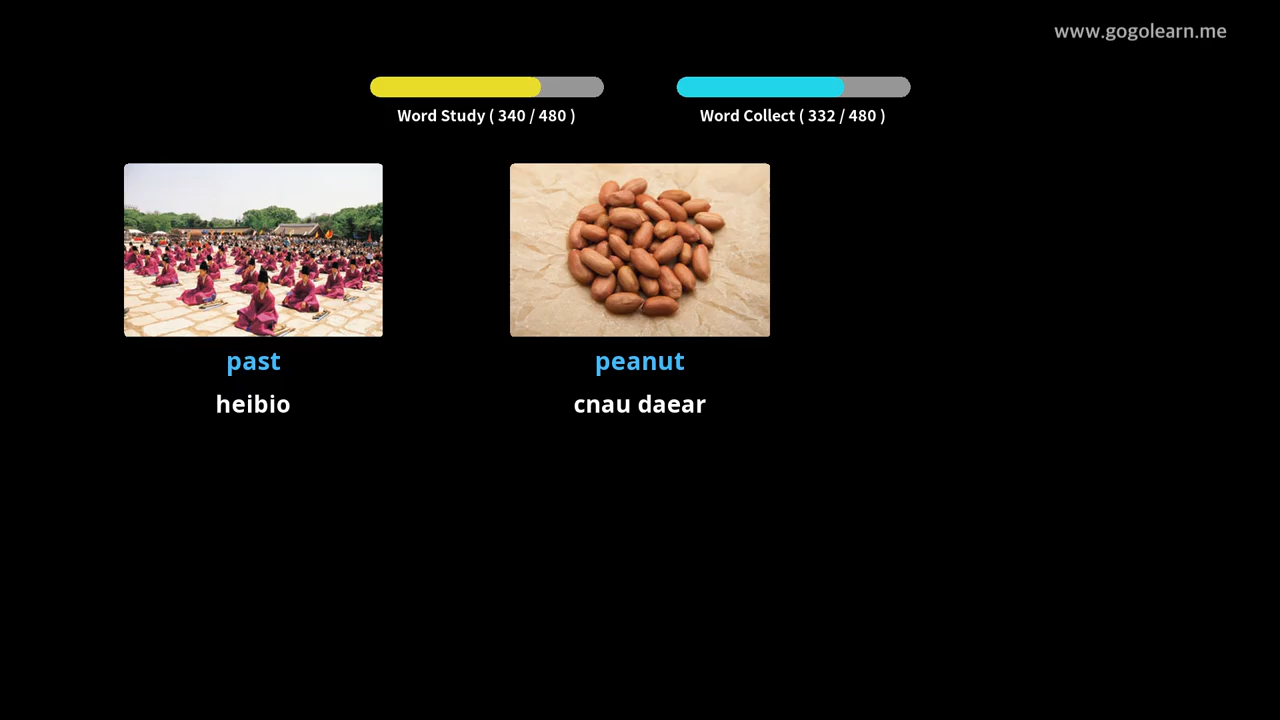 www.gogolearn.me
Word Study ( 340 / 480 )
Word Collect ( 332 / 480 )
past
heibio
peanut
cnau daear